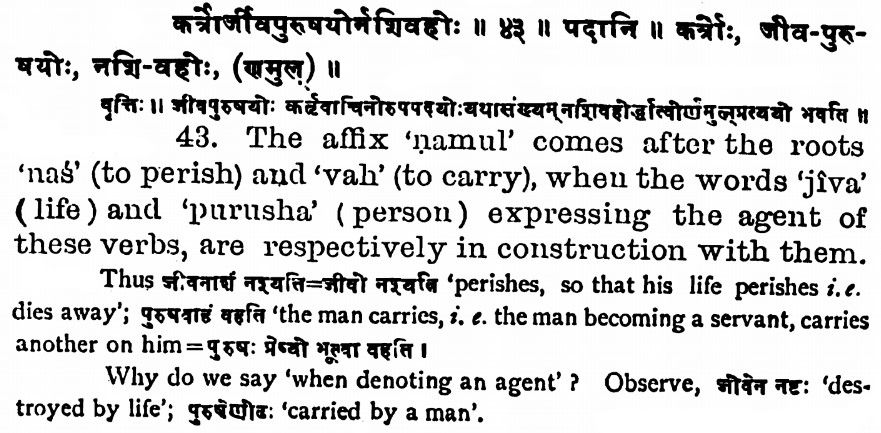 कर्त्रोर्जीवपुरुषयोर्नशिवहोः ॥ ४३ ॥ पदानि ॥ कर्त्रोः, जीव-पुरु-
षयोः, नशि-वहोः, (णमुल्) ॥
वृत्तिः ॥ जीवपुरुषयोः कर्तृवाचिनोरुपपदयोःयथासंख्यम् नशिवहोर्द्धात्वोर्णमुल्प्रत्ययो भवति ॥
43. The affix ‘ṇamul’ comes after the roots
‘naś’ (to perish) and ‘vah’ (to carry), when the words ‘jîva’
( life ) and ‘purusha’ ( person ) expressing the agent of
these verbs, are respectively in construction with them.
Thus जीवनाशं नश्यति=जीवो नश्यति ‘perishes, so that his life perishes i. e.
dies away’; पुरुषवाहं वहति ‘the man carries, i. e. the man becoming a servant, carries
another on him = पुरुषः प्रेष्यो भूत्वा वहति ।
Why do we say ‘when denoting an agent’ ? Observe, जीवेन नष्टः ‘des-
troyed by life’; पुरुषेणोढः ‘carried by a man’.